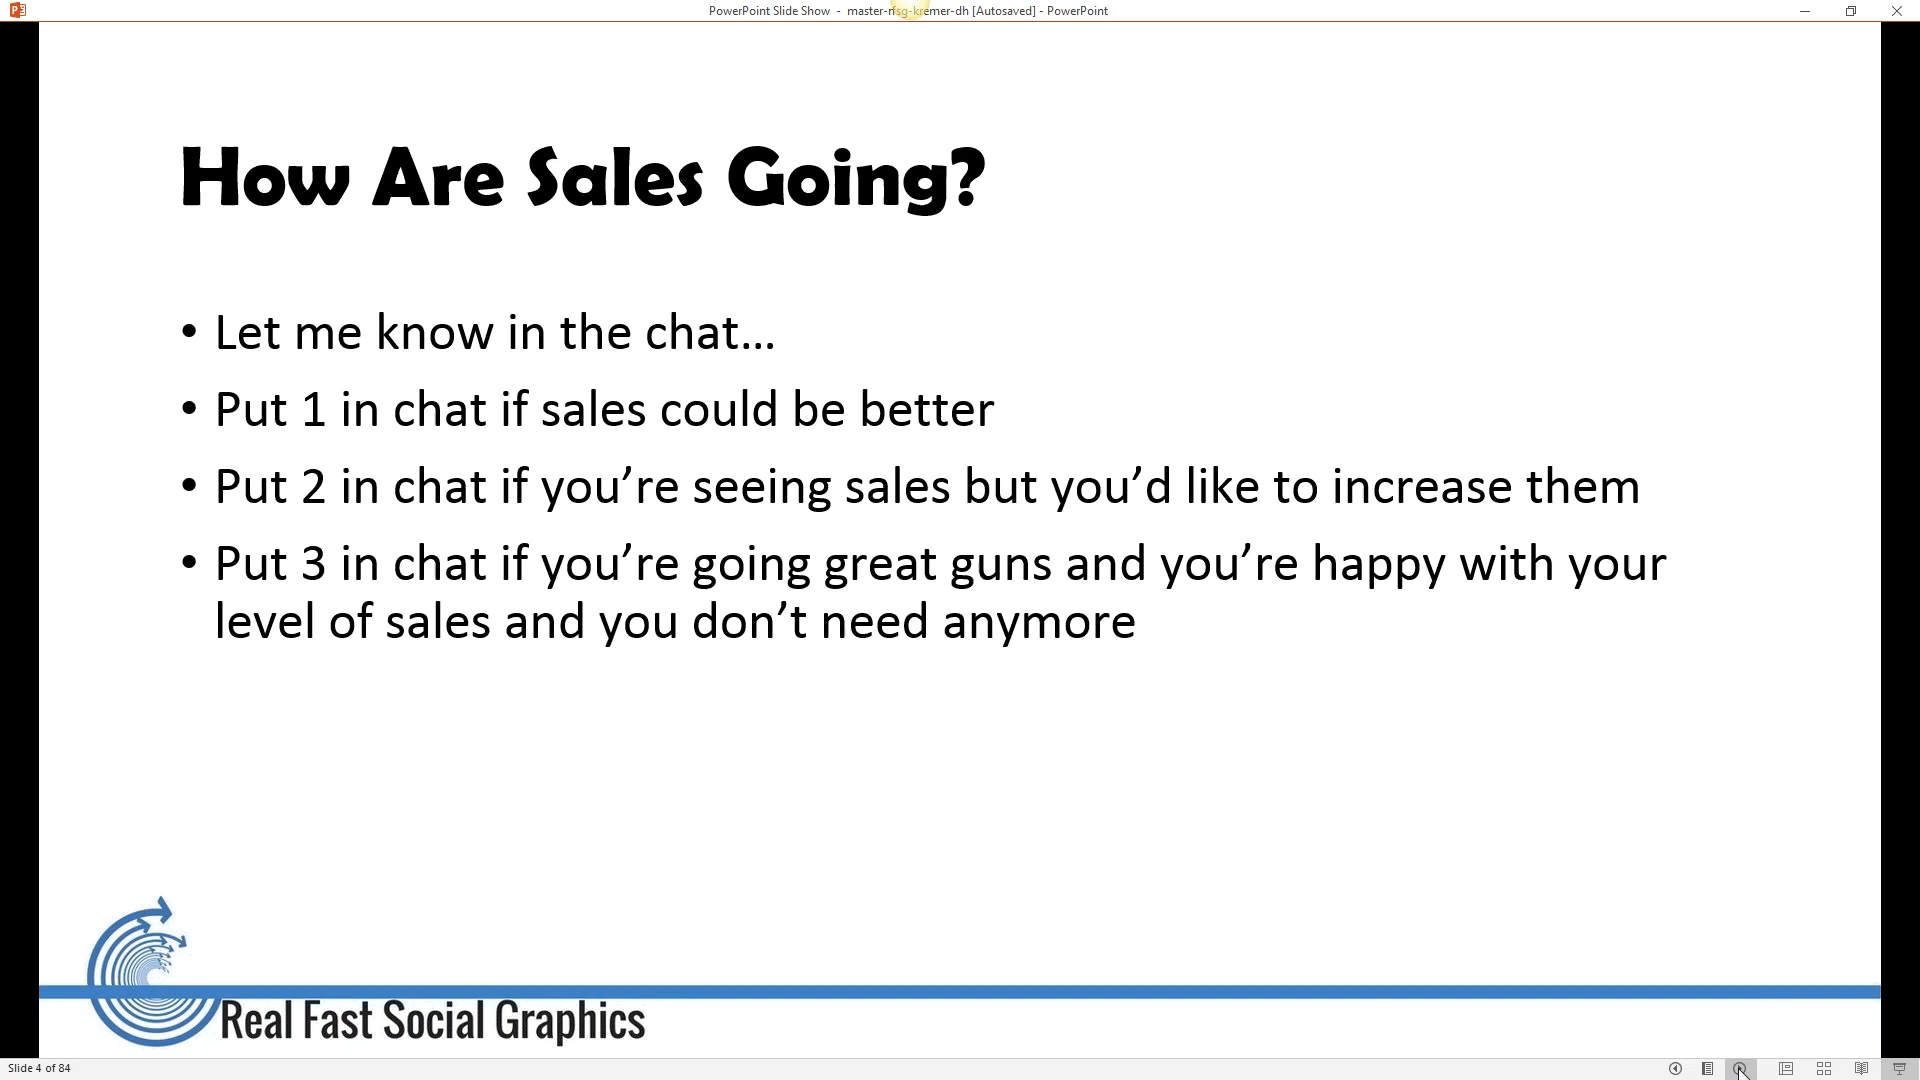 PowerPoint Slide Show - master-rfsg-kremer-dh [Autosaved] - PowerPoint
How Are Sales Going?
• Let me know in the chat...
• Put 1 in chat if sales could be better
• Put 2 in chat if you’re seeing sales but you’d like to increase them
• Put 3 in chat if you’re going great guns and you’re happy with your
level of sales and you don’t need anymore
Real Fast Social Graphics
Slide 4 of 84